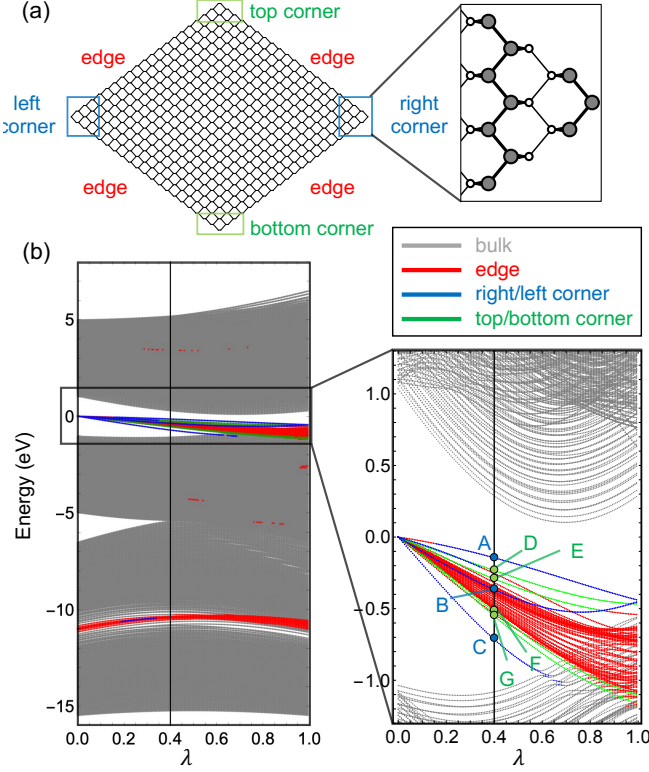 (a)
top corner
edge
edge
left
corner
right
corner
edge
edge
bottom corner
(b)
bulk
edge
right/left corner
top/bottom corner
Energy (eV)
5
0
−5
−10
−15
0.0 0.2 0.4 0.6 0.8 1.0
λ
1.0
0.5
0.0
−0.5
−1.0
A
D
E
B
C
F
G
0.0 0.2 0.4 0.6 0.8 1.0
λ